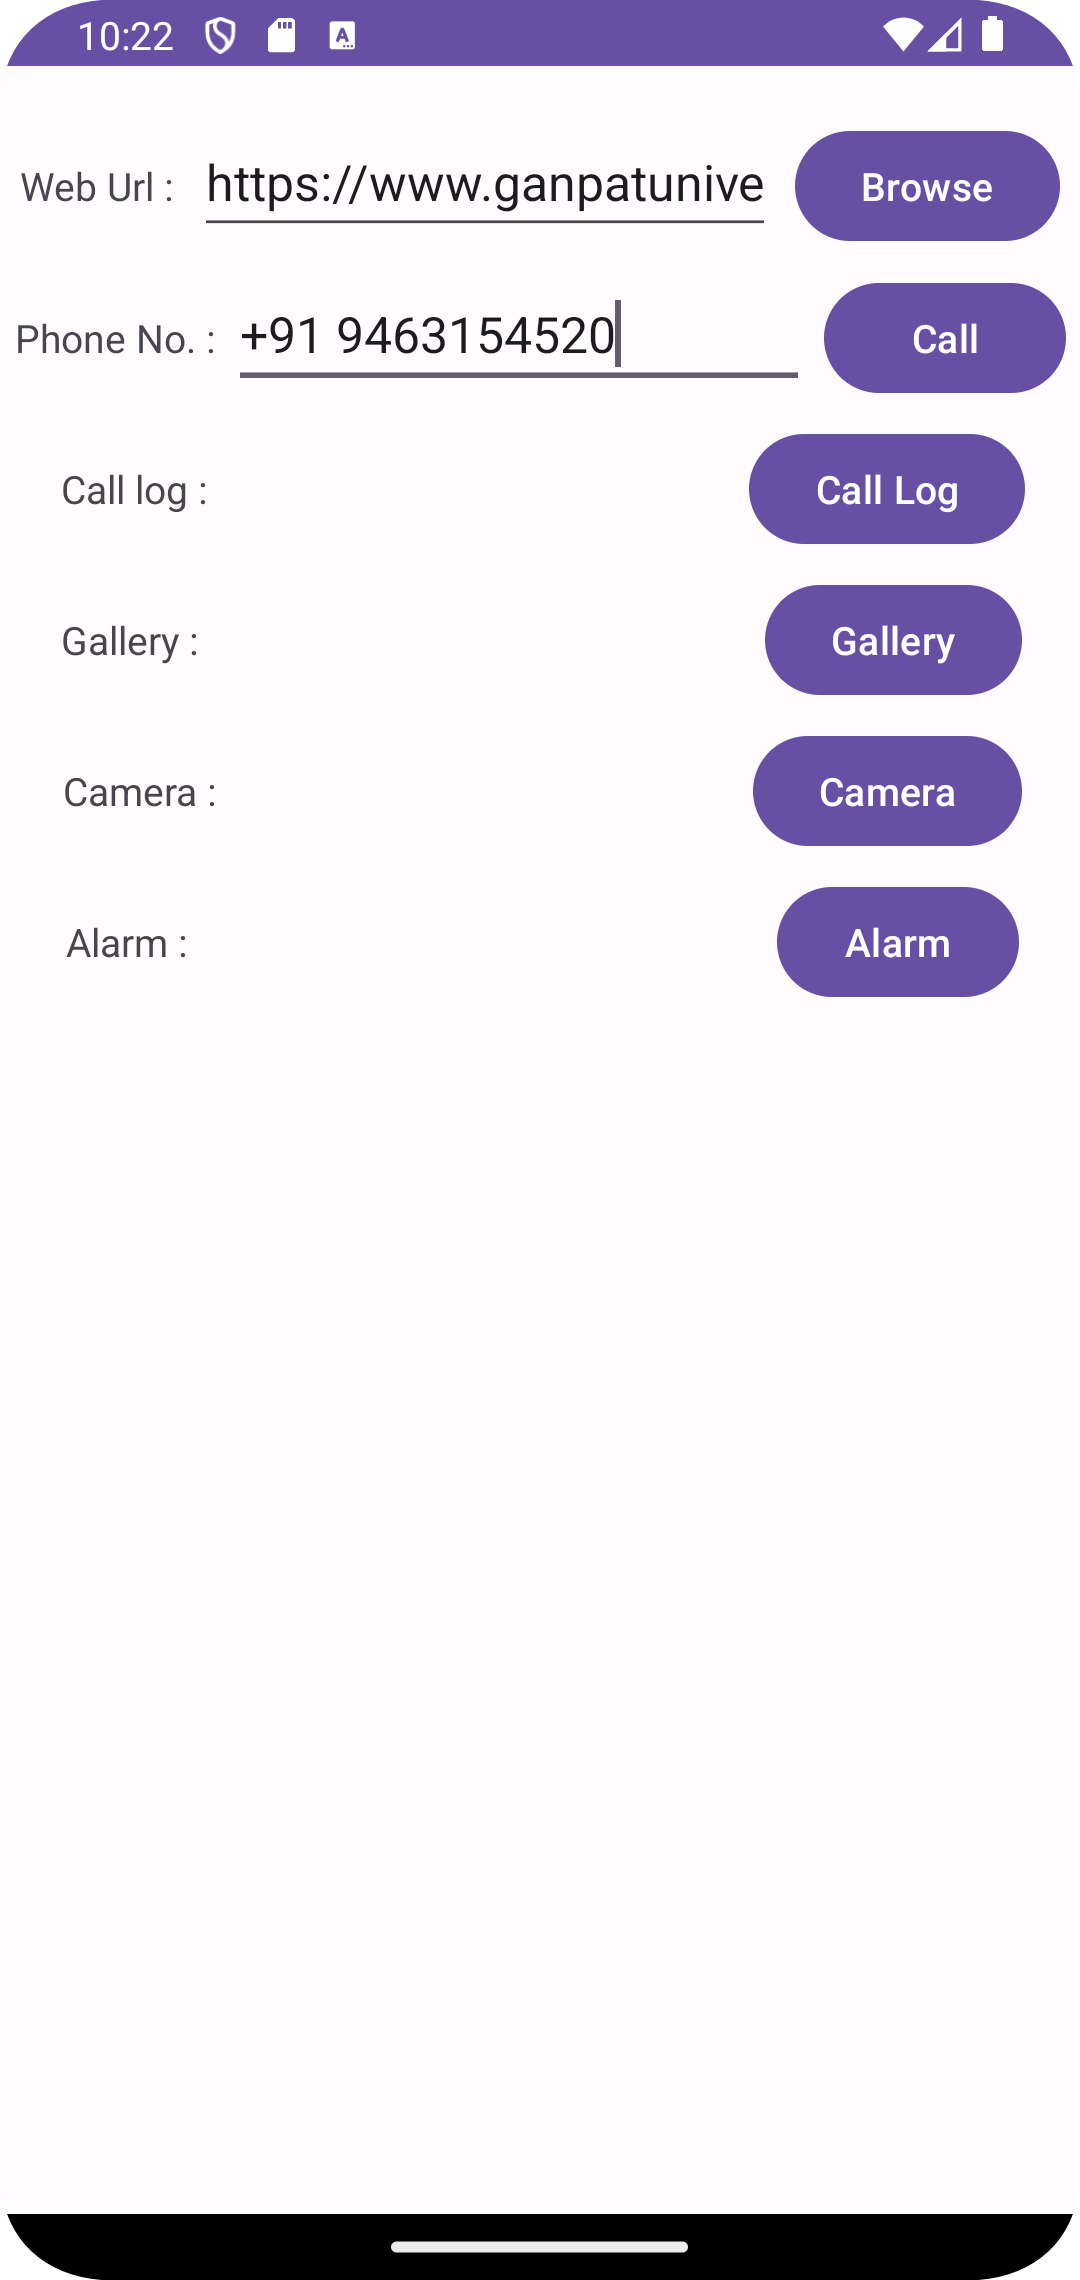 10:22
Web Url : https://www.ganpatunive Browse
Phone No. : +91 9463154520 Call
Call log : Call Log
Gallery : Gallery
Camera : Camera
Alarm : Alarm